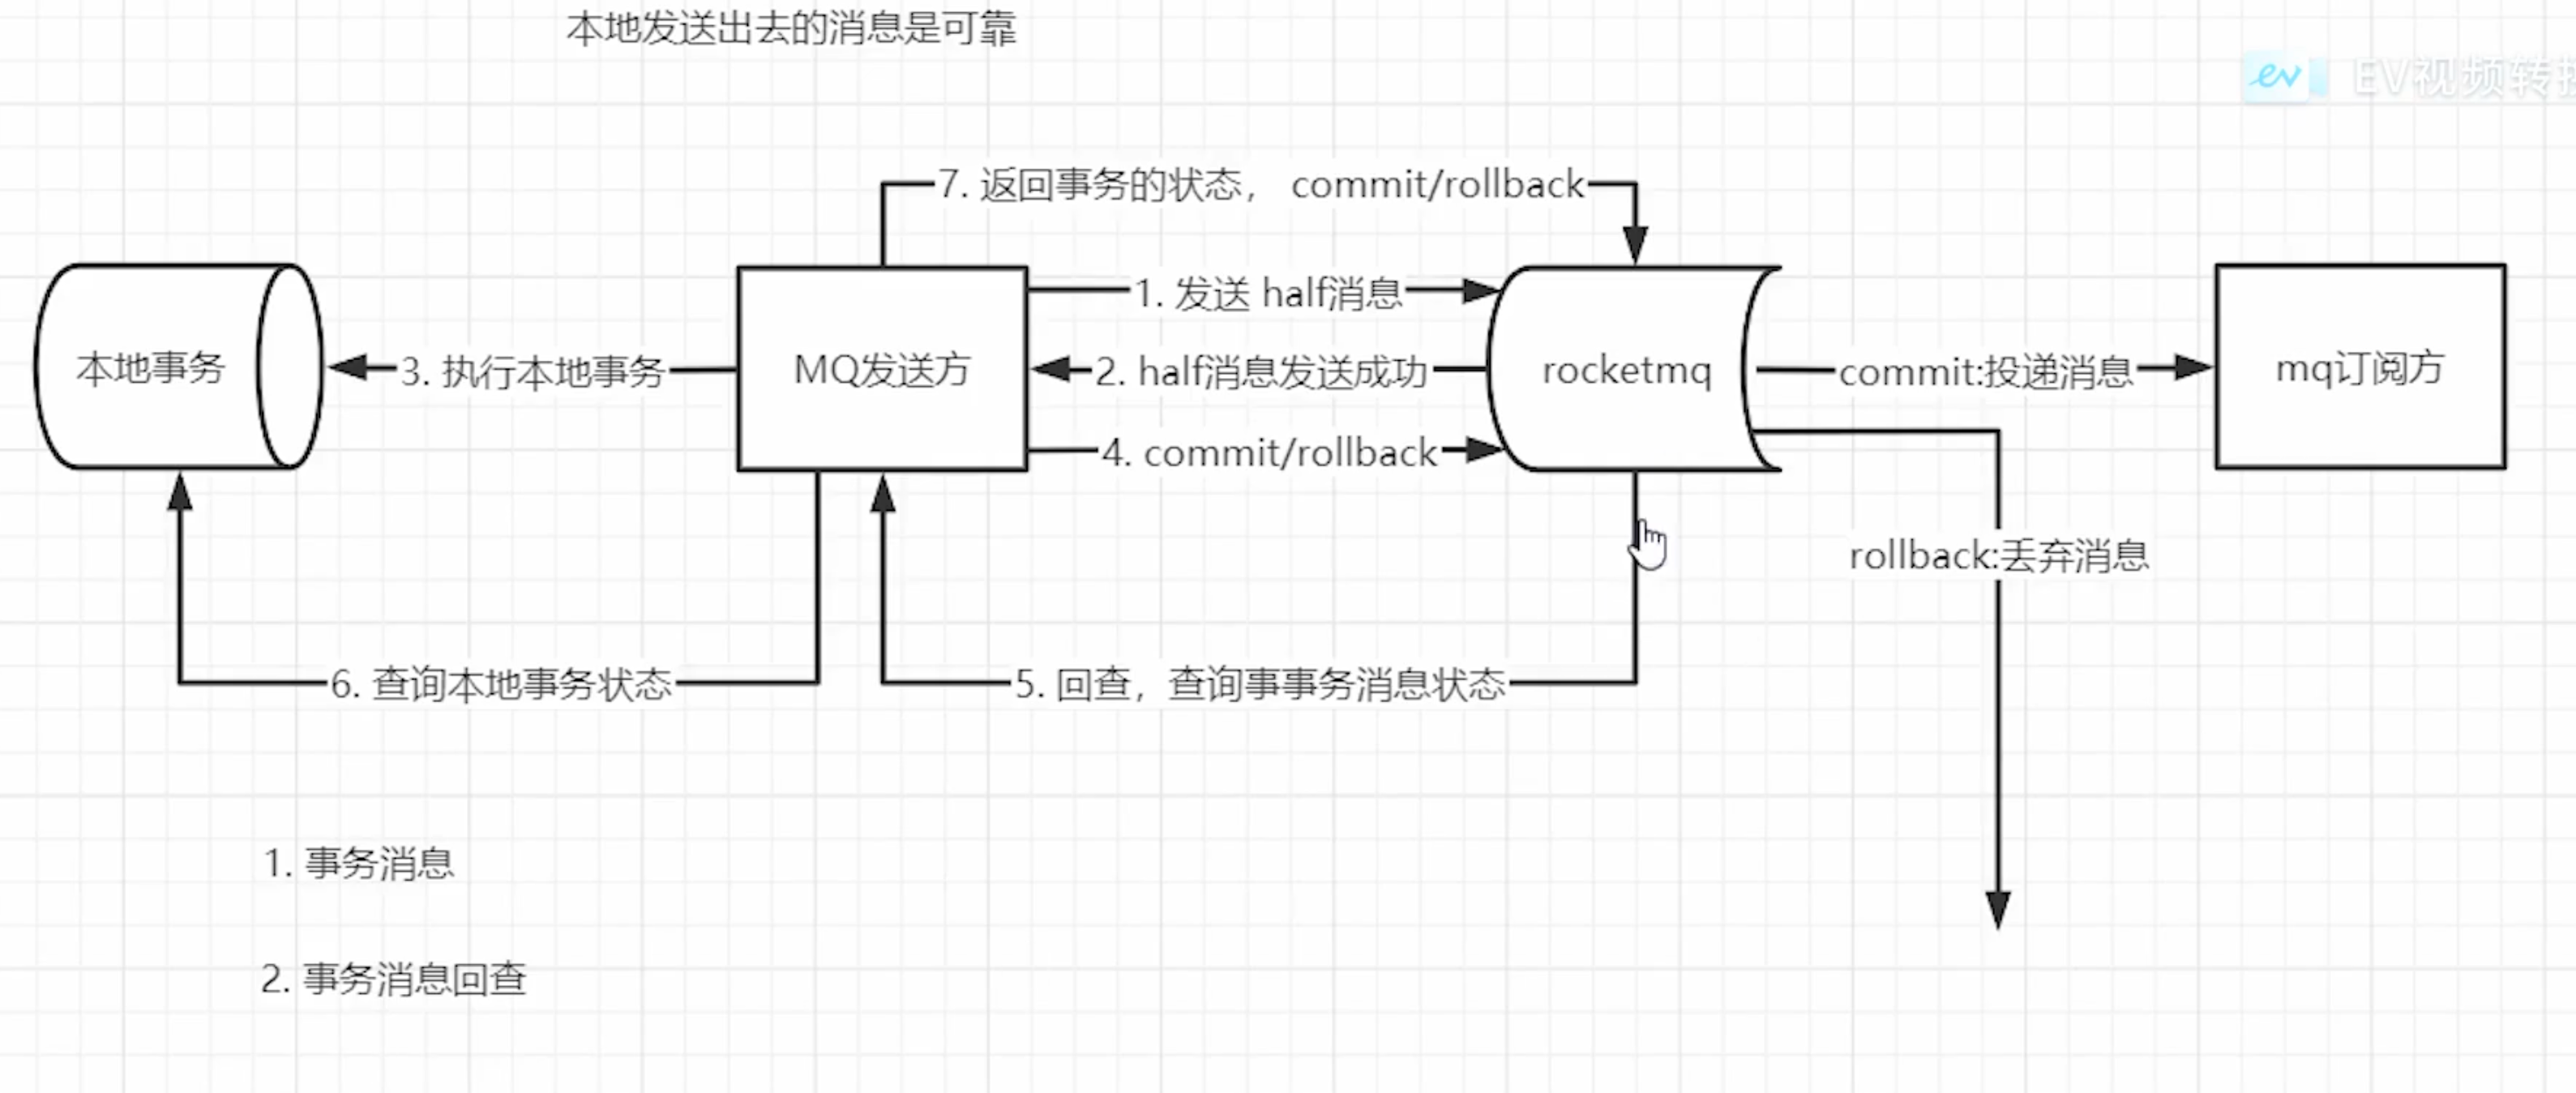 本地发送出去的消息是可靠
ev EV视频转
7. 返回事务的状态， commit/rollback
1. 发送 half消息
本地事务
3. 执行本地事务
MQ发送方
2. half消息发送成功
rocketmq
commit:投递消息
mq订阅方
4. commit/rollback
rollback:丢弃消息
6. 查询本地事务状态
5. 回查，查询事事务消息状态
1. 事务消息
2. 事务消息回查